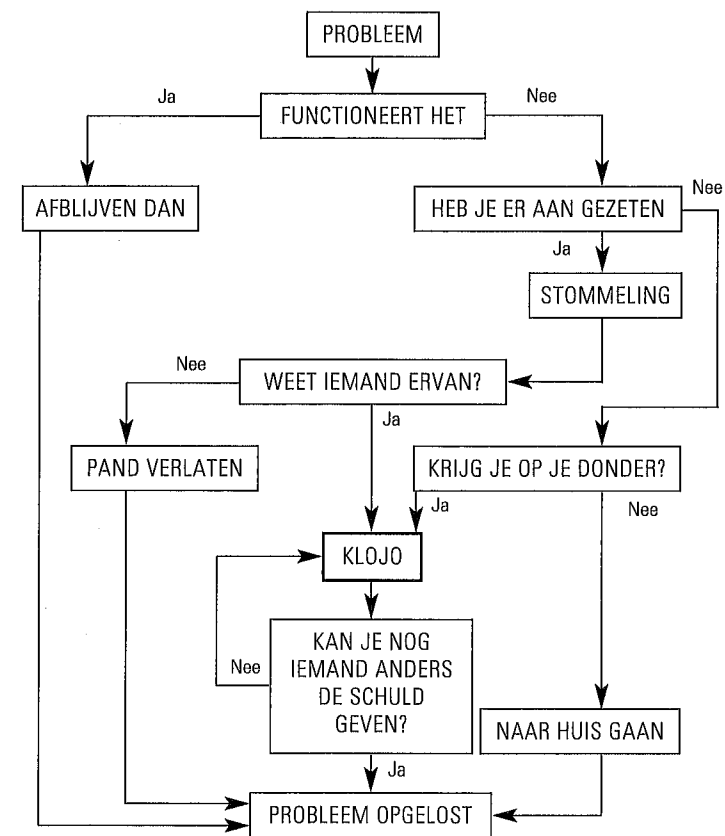 PROBLEEM
Ja
Nee
FUNCTIONEERT HET
AFBLIJVEN DAN
HEB JE ER AAN GEZETEN
Nee
Ja
STOMMELING
Nee
WEET IEMAND ERVAN?
Ja
PAND VERLATEN
KRIJG JE OP JE DONDER?
Ja
Nee
KLOJO
KAN JE NOG
IEMAND ANDERS
DE SCHULD
GEVEN?
Nee
NAAR HUIS GAAN
Ja
PROBLEEM OPGELOST